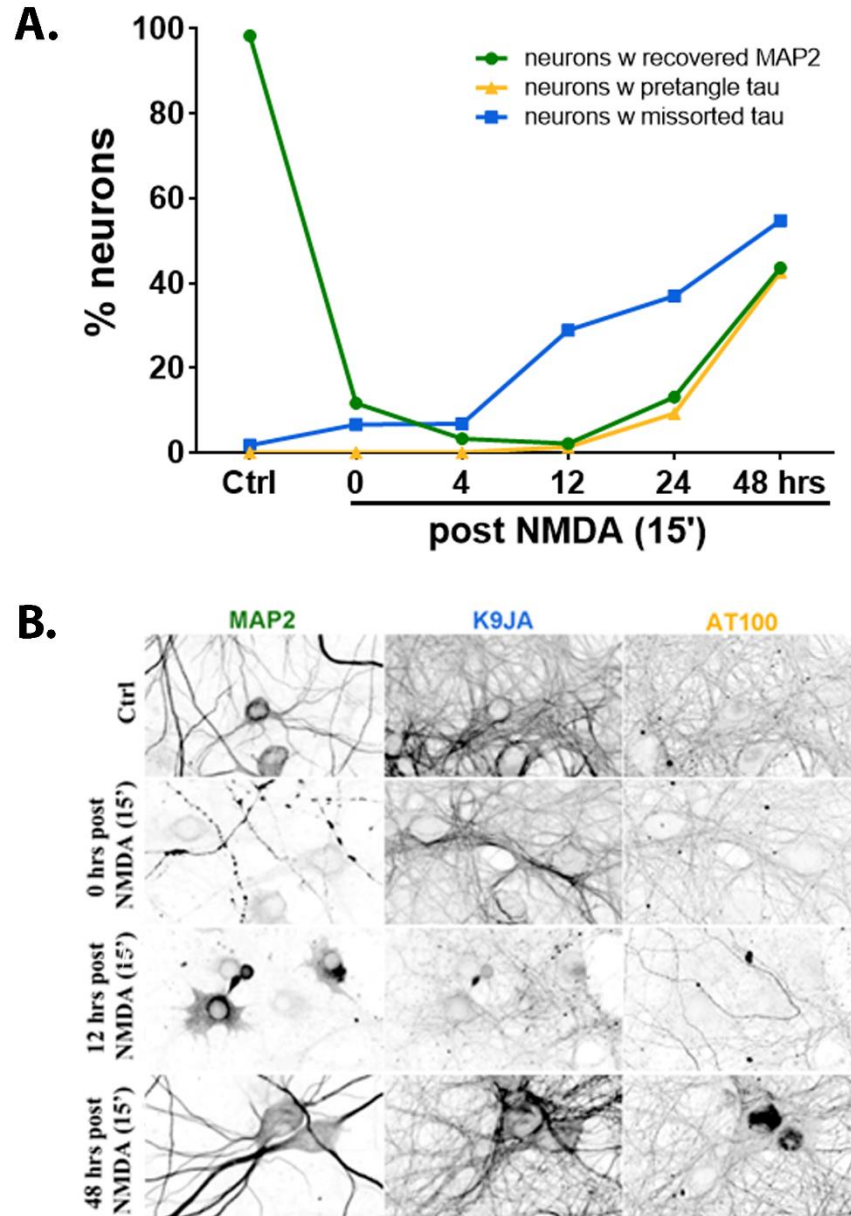 A.
100
80
60
40
20
0
% neurons
neurons w recovered MAP2
neurons w pretangle tau
neurons w missorted tau
Ctrl 0 4 12 24 48 hrs
post NMDA (15')
B.
MAP2 K9JA AT100
Ctrl
0 hrs post
NMDA (15’)
12 hrs post
NMDA (15’)
48 hrs post
NMDA (15’)